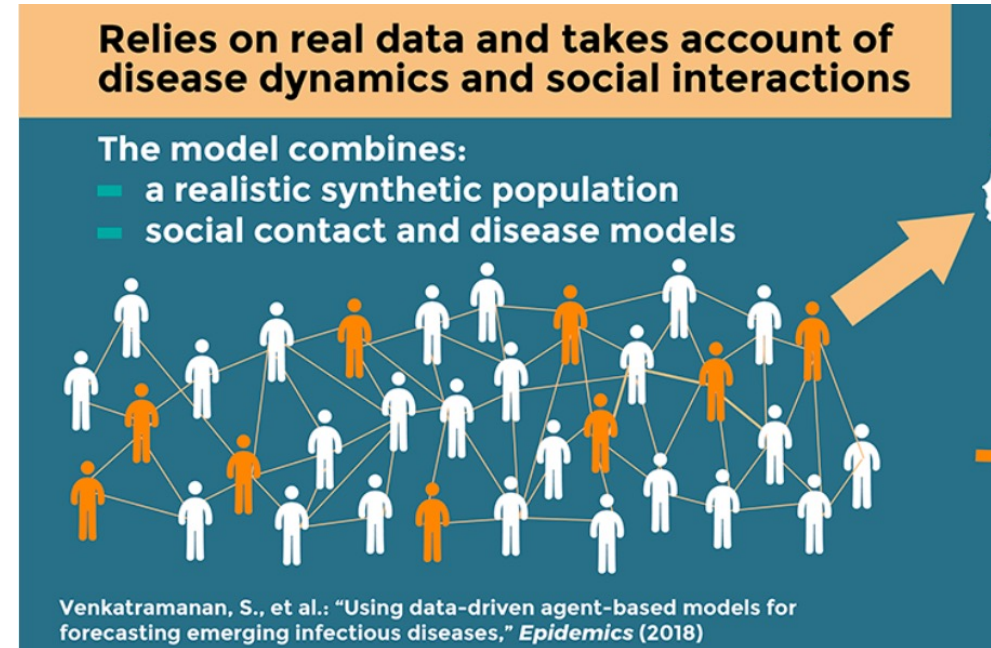 Relies on real data and takes account of
disease dynamics and social interactions
The model combines:
a realistic synthetic population
social contact and disease models
Venkatramanan, S., et al.: “Using data-driven agent-based models for
forecasting emerging infectious diseases,” Epidemics (2018)